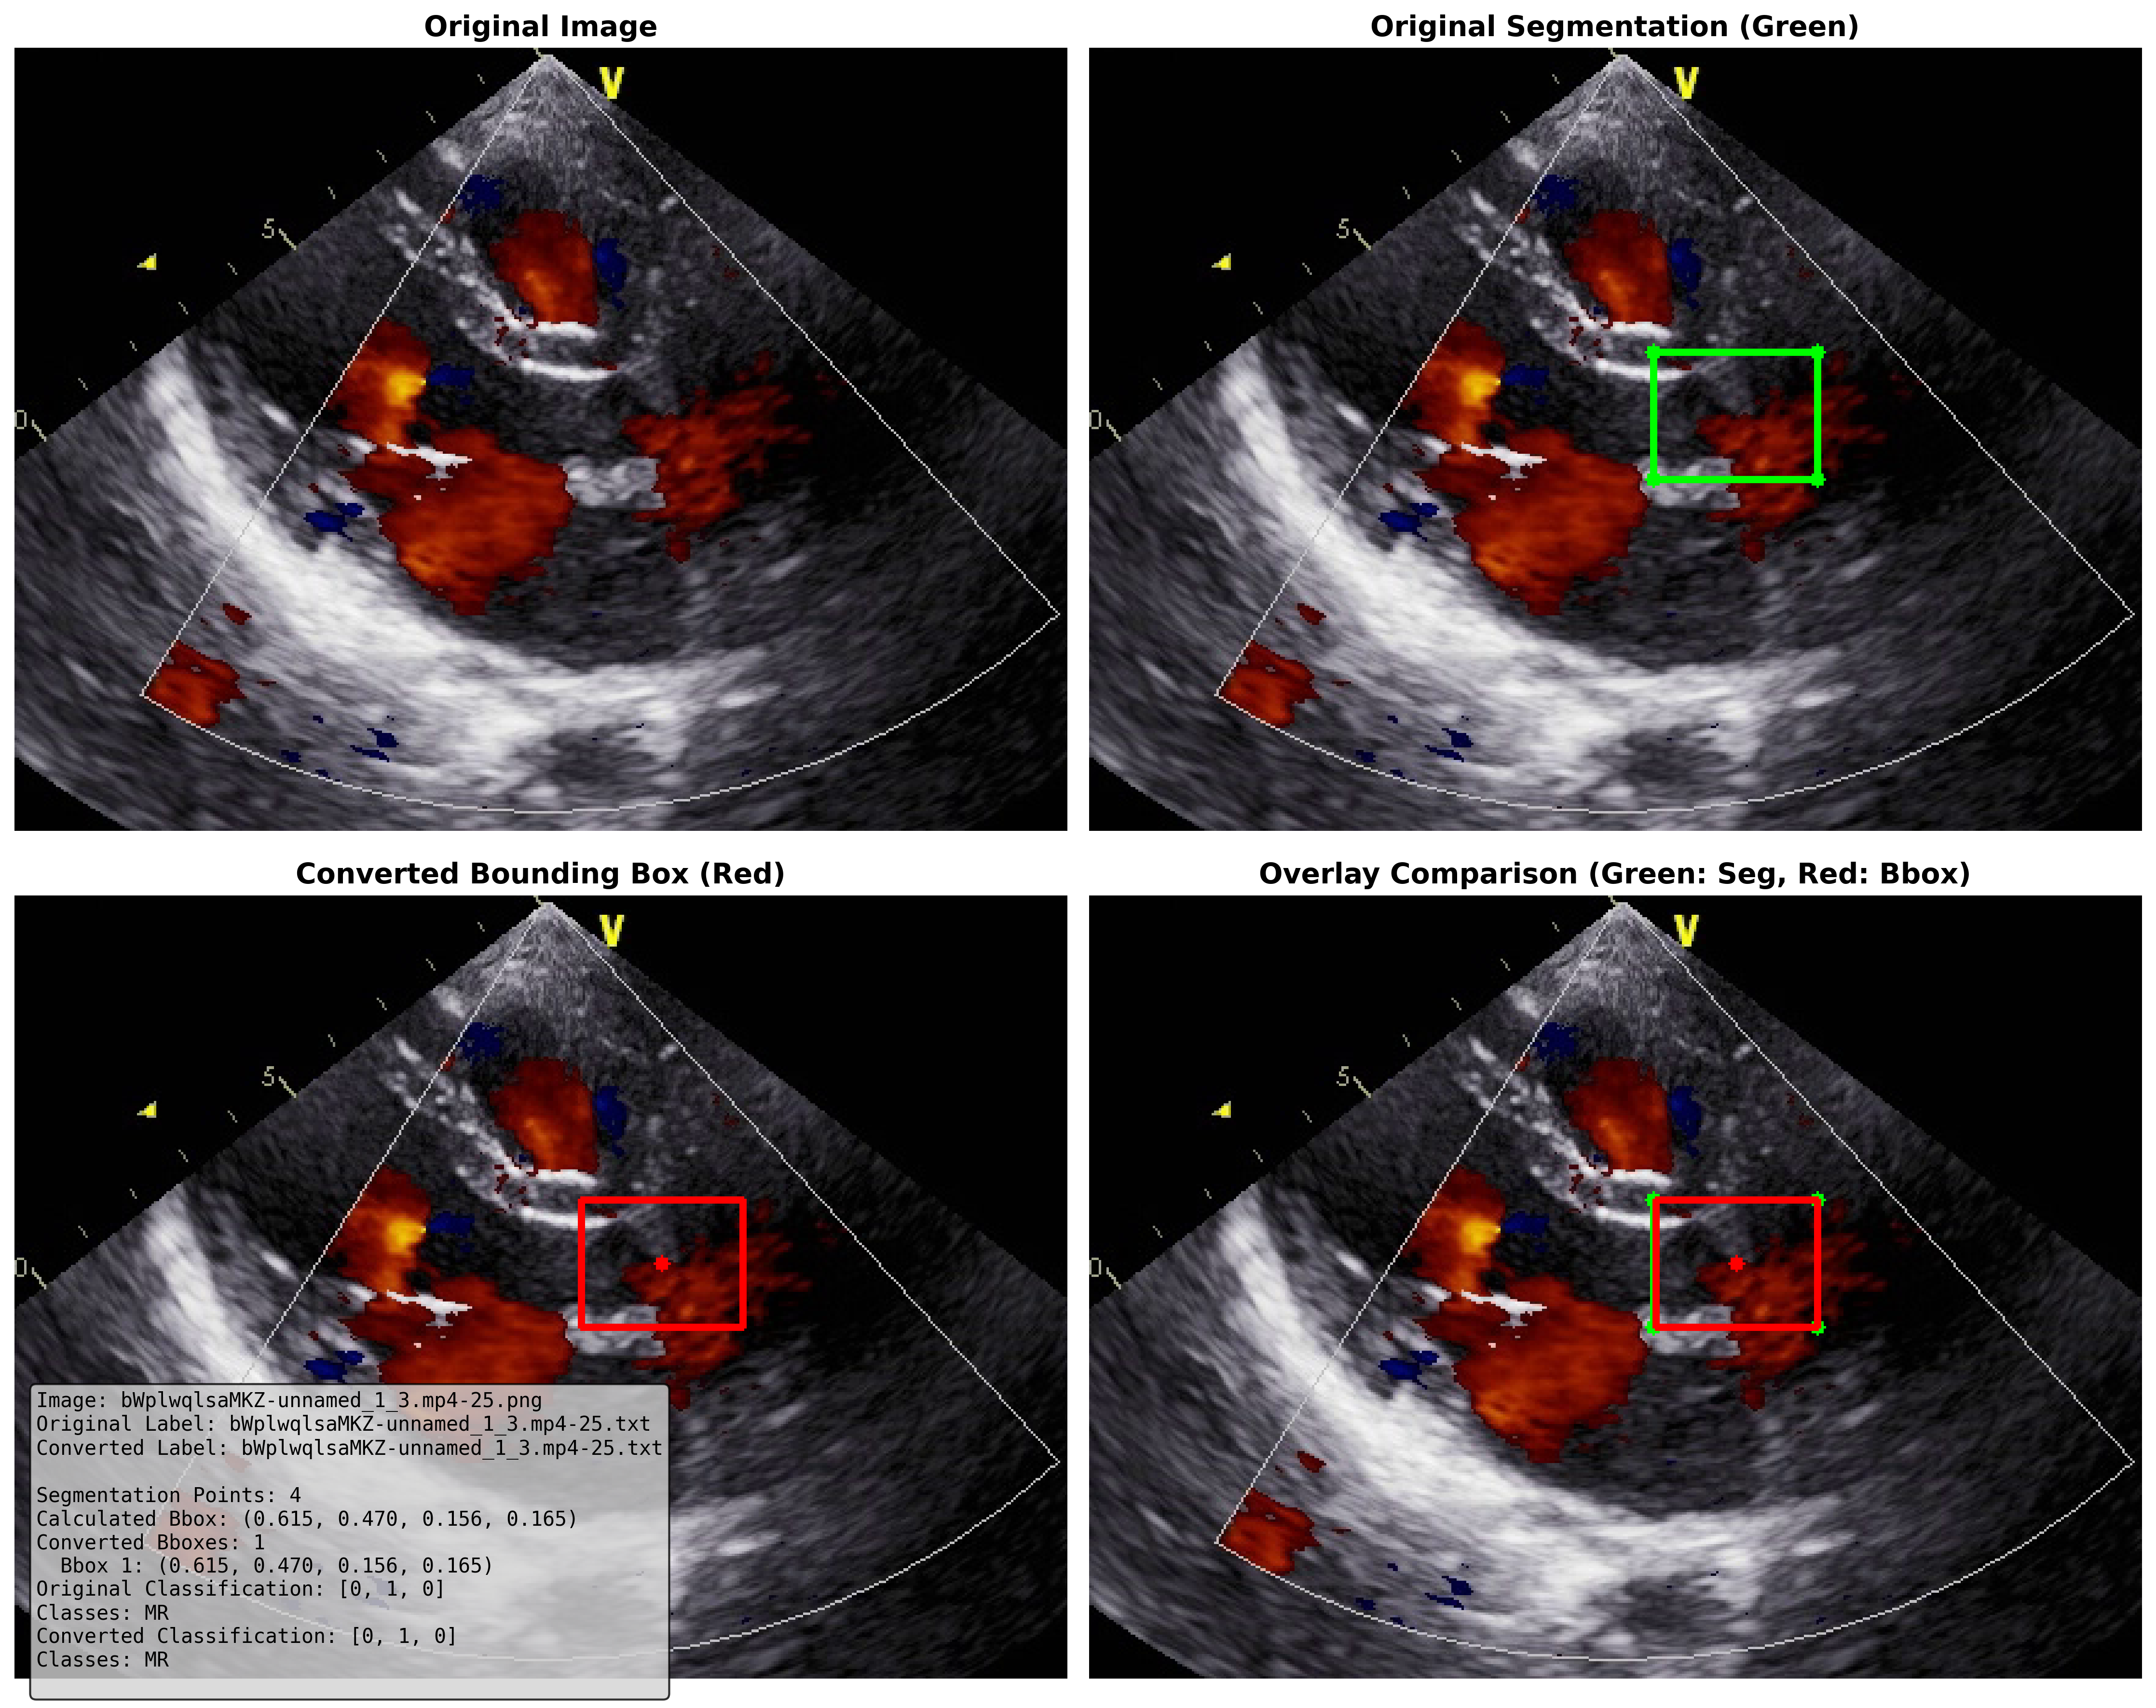 Original Image
Original Segmentation (Green)
V
5
0
V
5
0
Converted Bounding Box (Red)
Overlay Comparison (Green: Seg, Red: Bbox)
V
5
0
V
5
0
Image: bWplwqlsaMKZ-unnamed_1_3.mp4-25.png
Original Label: bWplwqlsaMKZ-unnamed_1_3.mp4-25.txt
Converted Label: bWplwqlsaMKZ-unnamed_1_3.mp4-25.txt
Segmentation Points: 4
Calculated Bbox: (0.615, 0.470, 0.156, 0.165)
Converted Bboxes: 1
Bbox 1: (0.615, 0.470, 0.156, 0.165)
Original Classification: [0, 1, 0]
Classes: MR
Converted Classification: [0, 1, 0]
Classes: MR